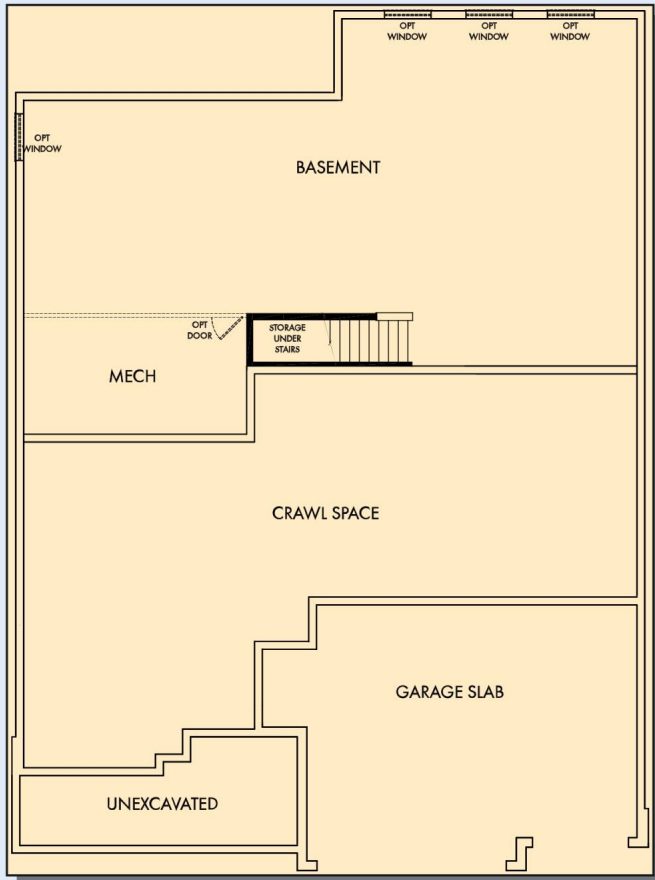 OPT
WINDOW
OPT
WINDOW
OPT
WINDOW
OPT
WINDOW
BASEMENT
OPT
DOOR
STORAGE
UNDER
STAIRS
MECH
CRAWL SPACE
GARAGE SLAB
UNEXCAVATED